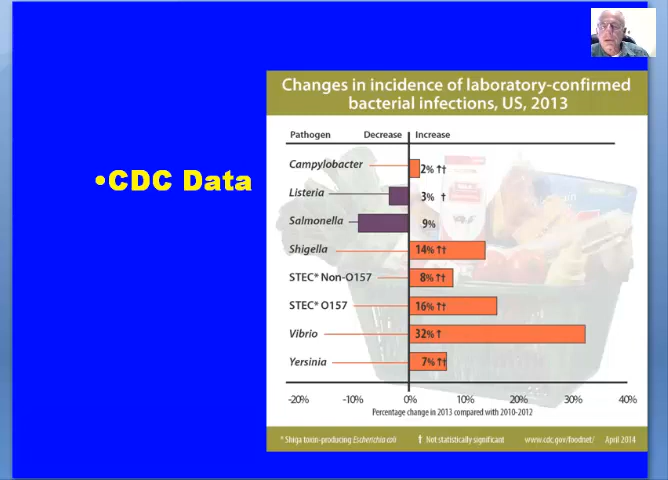 Changes in incidence of laboratory-confirmed
bacterial infections, US, 2013
•CDC Data
Pathogen Decrease Increase
Campylobacter 2% ↑†
Listeria 3% †
Salmonella 9%
Shigella 14% ↑†
STEC* Non-O157 8% ↑†
STEC* O157 16% ↑†
Vibrio 32% ↑
Yersinia 7% ↑†
-20% -10% 0% 10% 20% 30% 40%
Percentage change in 2013 compared with 2010-2012
* Shiga toxin-producing Escherichia coli † Not statistically significant www.cdc.gov/foodnet/ April 2014